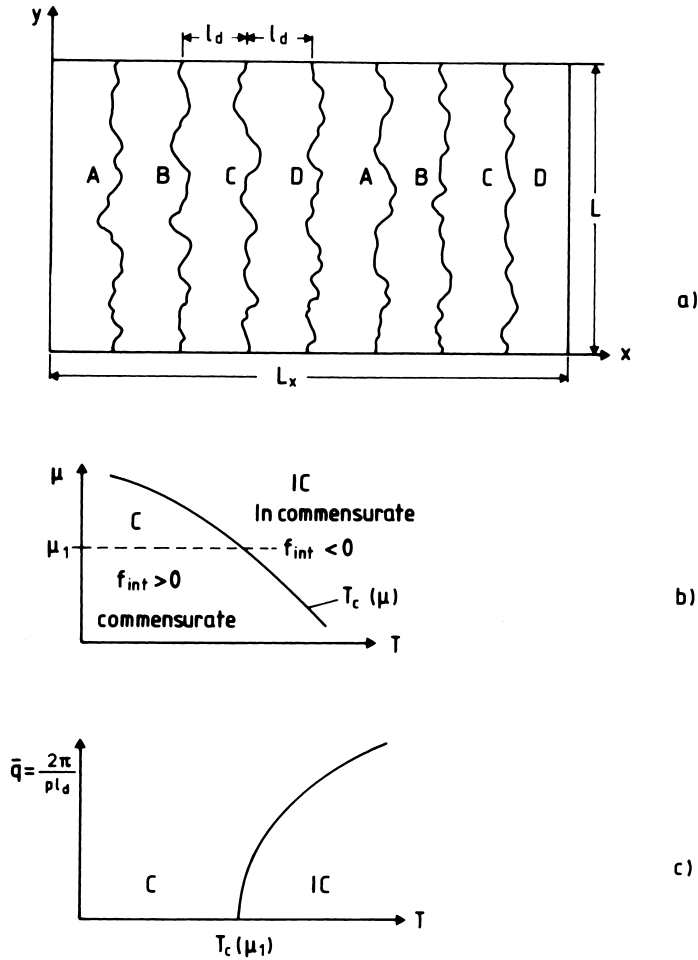 y
l_d l_d
A B C D A B C D
L
a)
x
L_x
μ
IC
In commensurate
C
μ_1
f_int < 0
f_int > 0
T_c (μ)
b)
commensurate
T
q̄ = 2π / p l_d
c)
C IC
T
T_c (μ_1)